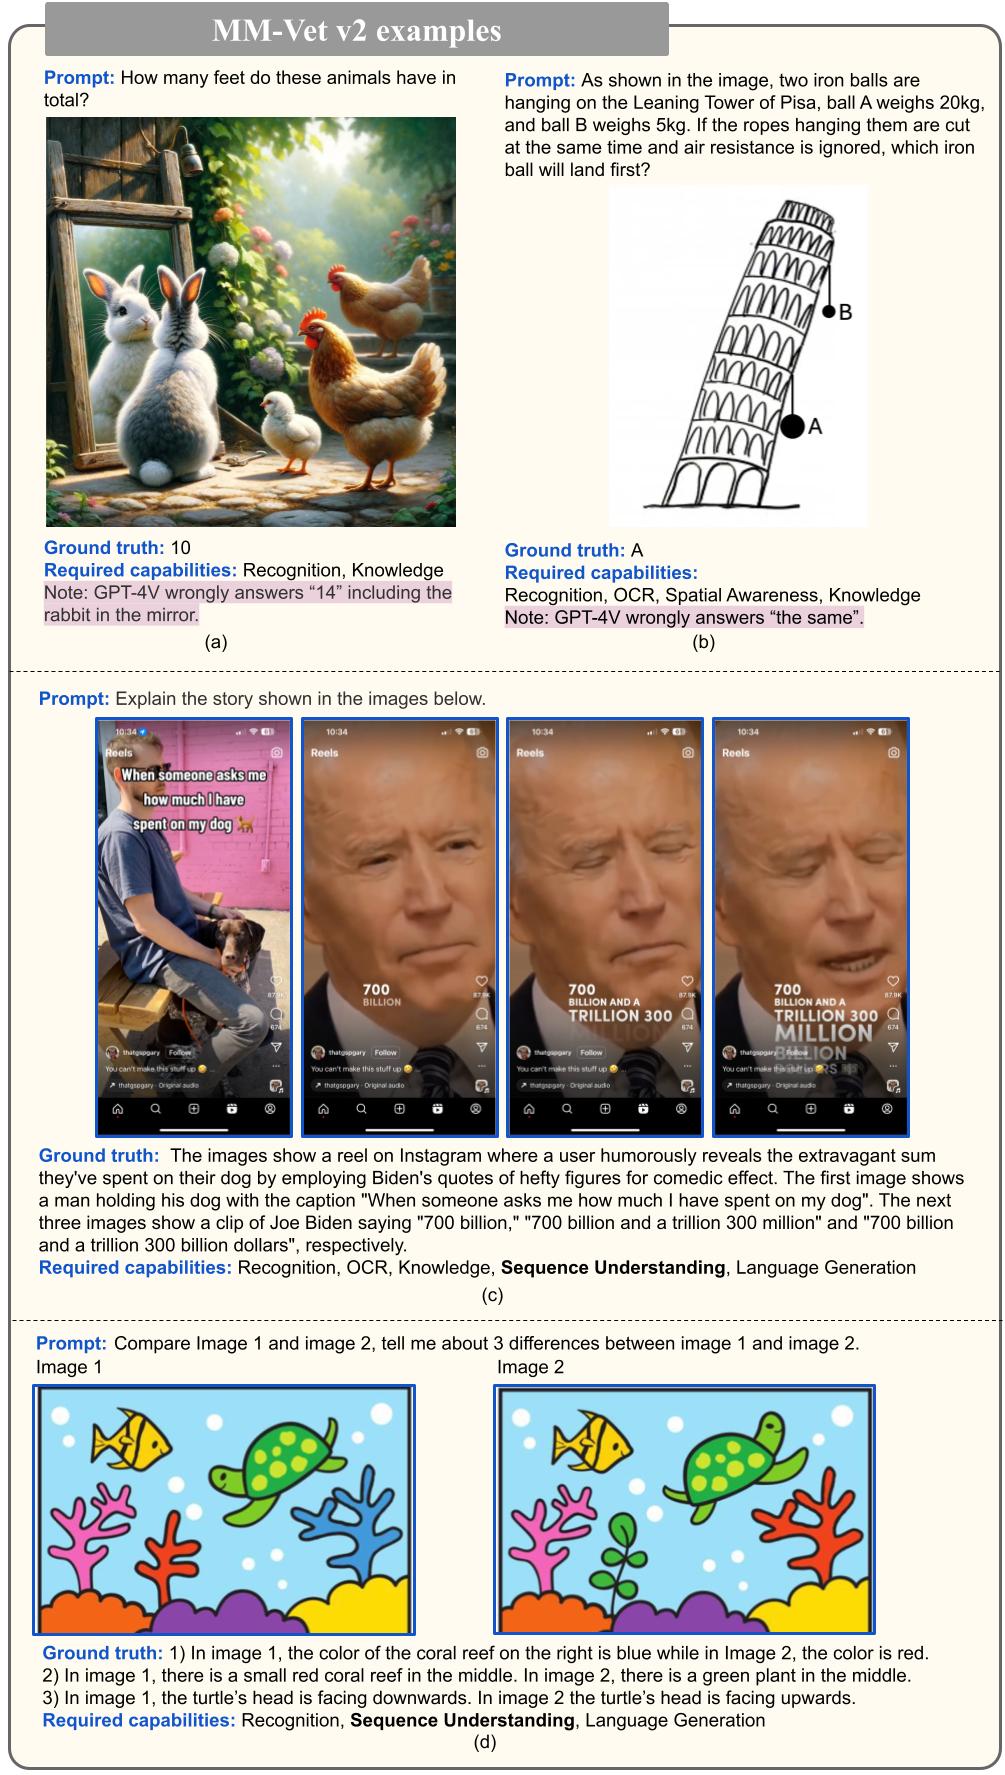 MM-Vet v2 examples
Prompt: How many feet do these animals have in
total?
Ground truth: 10
Required capabilities: Recognition, Knowledge
Note: GPT-4V wrongly answers “14” including the
rabbit in the mirror.
(a)
Prompt: As shown in the image, two iron balls are
hanging on the Leaning Tower of Pisa, ball A weighs 20kg,
and ball B weighs 5kg. If the ropes hanging them are cut
at the same time and air resistance is ignored, which iron
ball will land first?
B
A
Ground truth: A
Required capabilities:
Recognition, OCR, Spatial Awareness, Knowledge
Note: GPT-4V wrongly answers “the same”.
(b)
Prompt: Explain the story shown in the images below.
10:34
Reels
When someone asks me
how much I have
spent on my dog 🐕
87.9K
674
thatgspgary Follow
You can't make this stuff up 🤣 ...
thatgspgary · Original audio
10:34
Reels
700
BILLION
87.9K
674
thatgspgary Follow
You can't make this stuff up 🤣 ...
thatgspgary · Original audio
10:34
Reels
700
BILLION AND A
TRILLION 300
87.9K
674
thatgspgary Follow
You can't make this stuff up 🤣 ...
thatgspgary · Original audio
10:34
Reels
700
BILLION AND A
TRILLION 300
MILLION
BILLION
87.9K
674
thatgspgary Follow
You can't make this stuff up 🤣 ...
thatgspgary · Original audio
Ground truth: The images show a reel on Instagram where a user humorously reveals the extravagant sum
they've spent on their dog by employing Biden's quotes of hefty figures for comedic effect. The first image shows
a man holding his dog with the caption "When someone asks me how much I have spent on my dog". The next
three images show a clip of Joe Biden saying "700 billion," "700 billion and a trillion 300 million" and "700 billion
and a trillion 300 billion dollars", respectively.
Required capabilities: Recognition, OCR, Knowledge, Sequence Understanding, Language Generation
(c)
Prompt: Compare Image 1 and image 2, tell me about 3 differences between image 1 and image 2.
Image 1
Image 2
Ground truth: 1) In image 1, the color of the coral reef on the right is blue while in Image 2, the color is red.
2) In image 1, there is a small red coral reef in the middle. In image 2, there is a green plant in the middle.
3) In image 1, the turtle’s head is facing downwards. In image 2 the turtle’s head is facing upwards.
Required capabilities: Recognition, Sequence Understanding, Language Generation
(d)